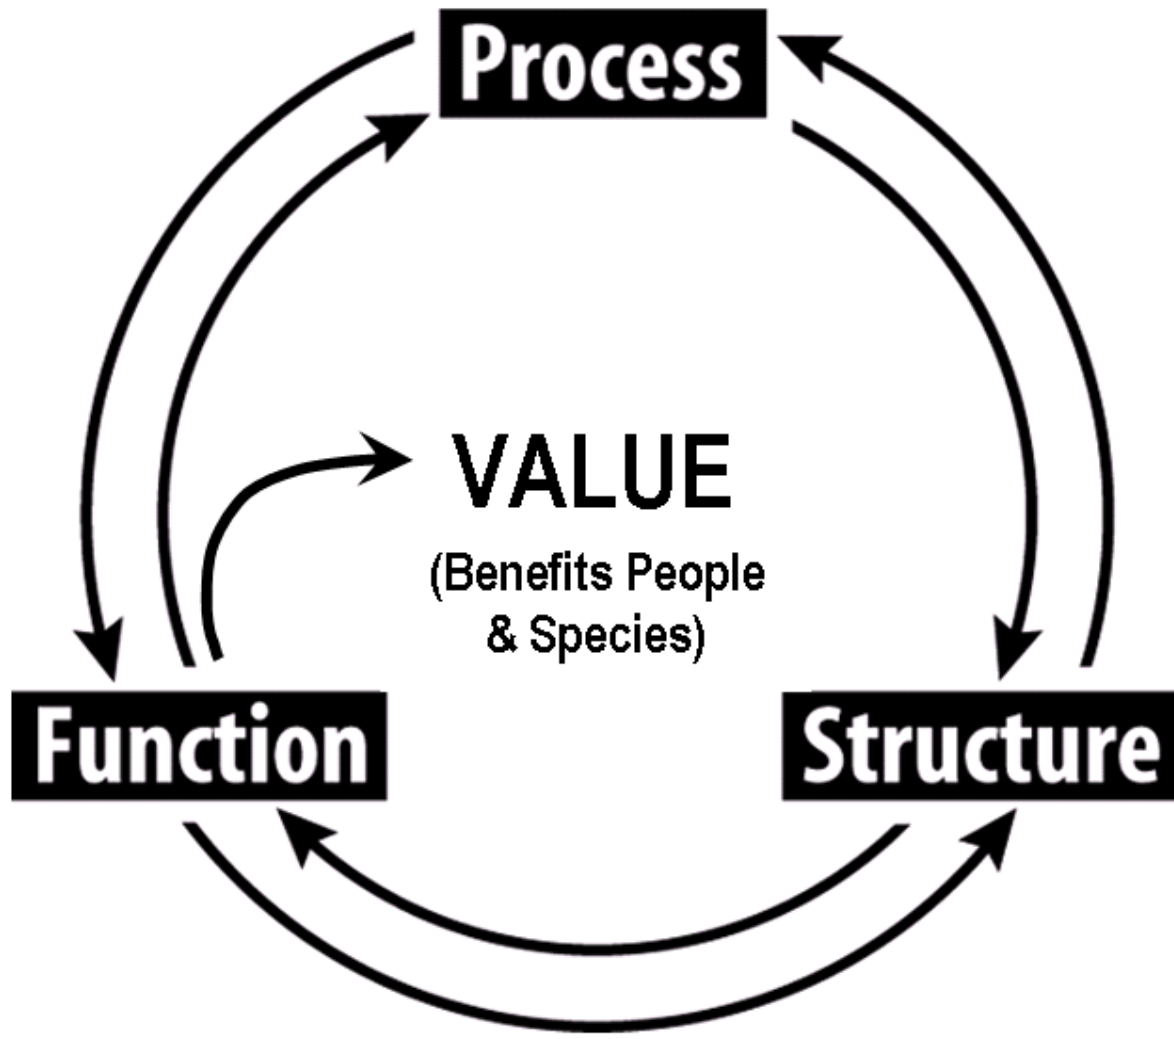 Process
VALUE
(Benefits People
& Species)
Function
Structure